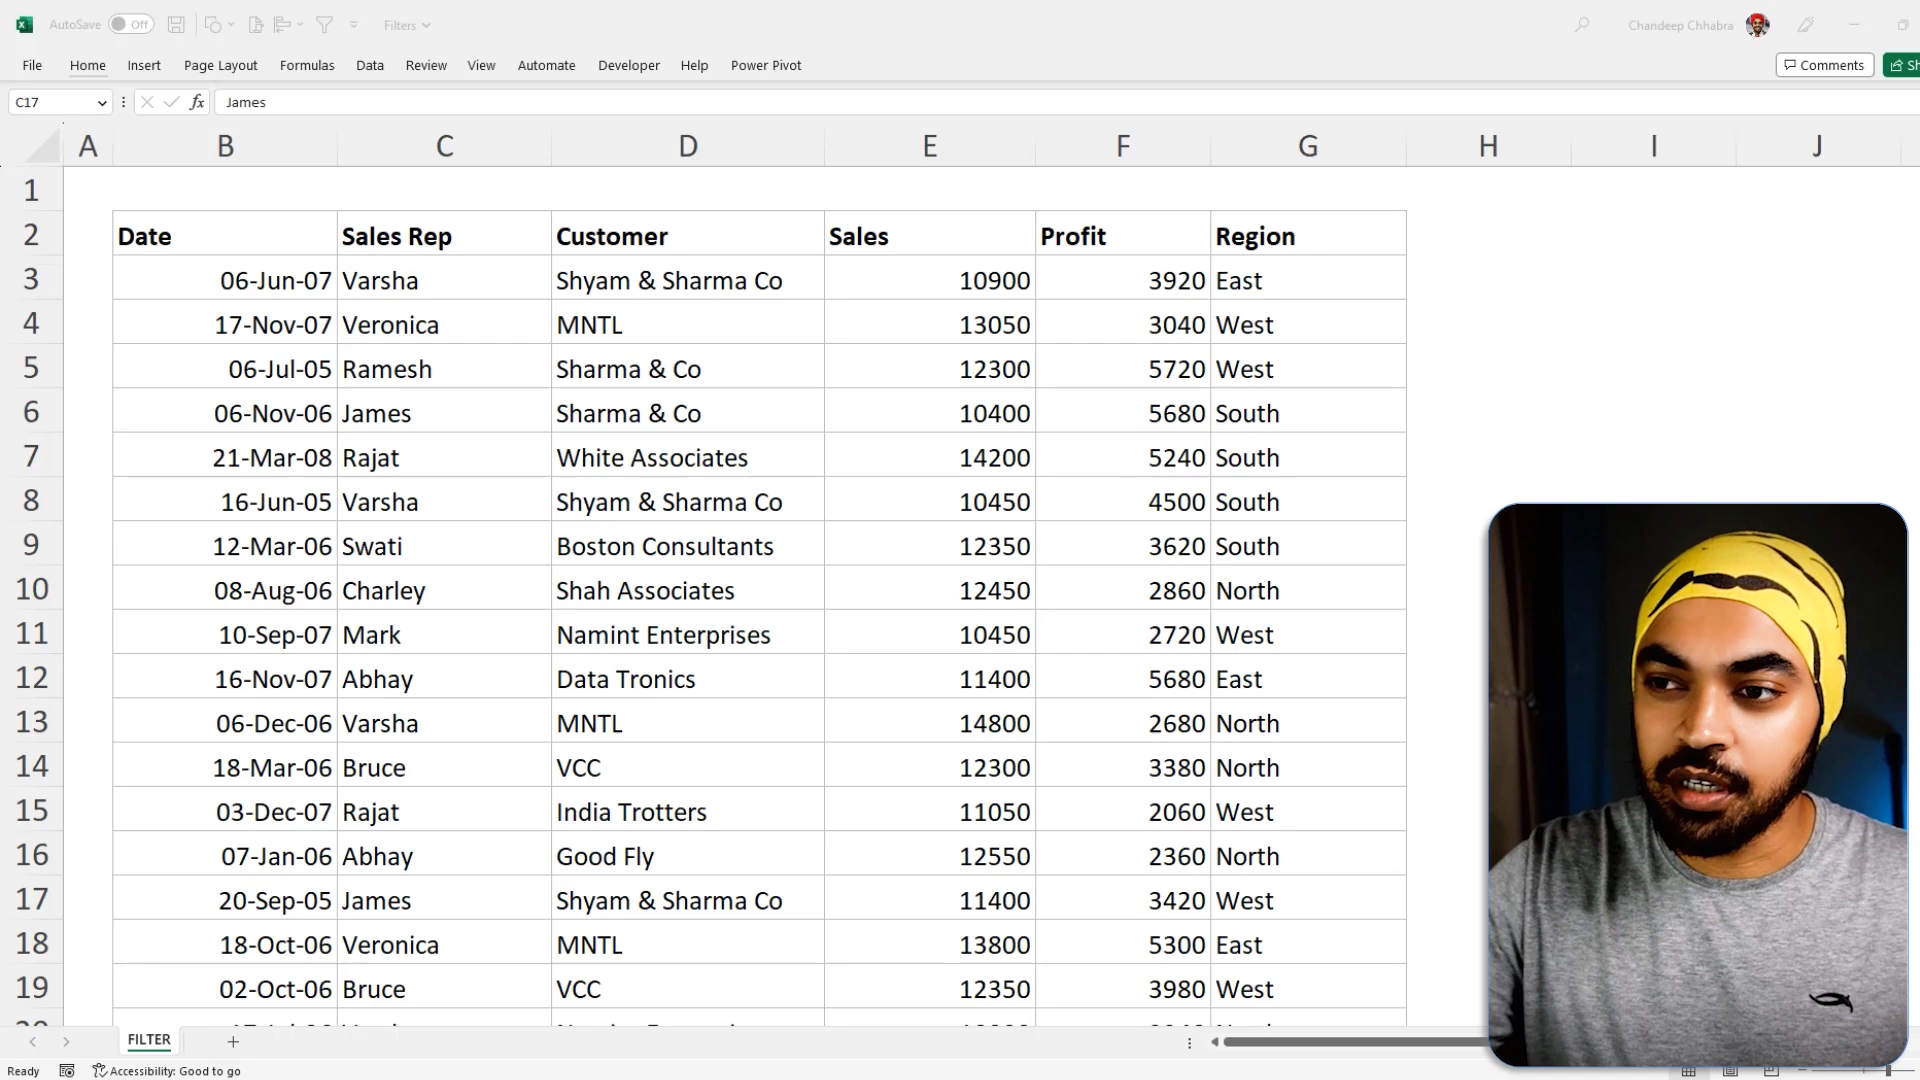 AutoSave Off Filters Chandeep Chhabra
File Home Insert Page Layout Formulas Data Review View Automate Developer Help Power Pivot Comments
C17 fx James
A B C D E F G H I J
1
2 Date Sales Rep Customer Sales Profit Region
3 06-Jun-07 Varsha Shyam & Sharma Co 10900 3920 East
4 17-Nov-07 Veronica MNTL 13050 3040 West
5 06-Jul-05 Ramesh Sharma & Co 12300 5720 West
6 06-Nov-06 James Sharma & Co 10400 5680 South
7 21-Mar-08 Rajat White Associates 14200 5240 South
8 16-Jun-05 Varsha Shyam & Sharma Co 10450 4500 South
9 12-Mar-06 Swati Boston Consultants 12350 3620 South
10 08-Aug-06 Charley Shah Associates 12450 2860 North
11 10-Sep-07 Mark Namint Enterprises 10450 2720 West
12 16-Nov-07 Abhay Data Tronics 11400 5680 East
13 06-Dec-06 Varsha MNTL 14800 2680 North
14 18-Mar-06 Bruce VCC 12300 3380 North
15 03-Dec-07 Rajat India Trotters 11050 2060 West
16 07-Jan-06 Abhay Good Fly 12550 2360 North
17 20-Sep-05 James Shyam & Sharma Co 11400 3420 West
18 18-Oct-06 Veronica MNTL 13800 5300 East
19 02-Oct-06 Bruce VCC 12350 3980 West
FILTER
Ready Accessibility: Good to go